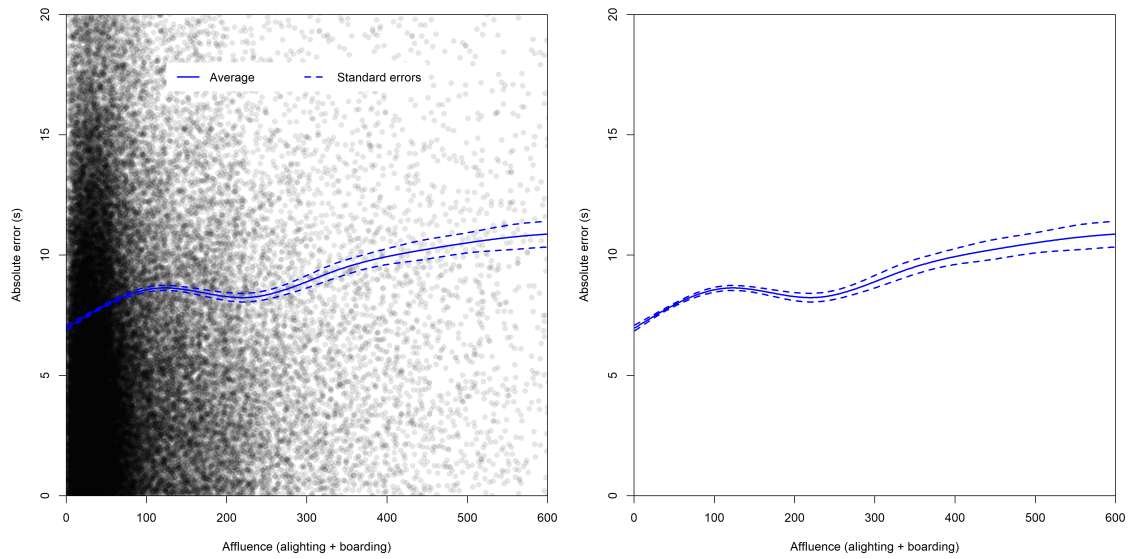 20
15
10
5
0
Absolute error (s)
Average
Standard errors
0 100 200 300 400 500 600
Affluence (alighting + boarding)
20
15
10
5
0
Absolute error (s)
0 100 200 300 400 500 600
Affluence (alighting + boarding)